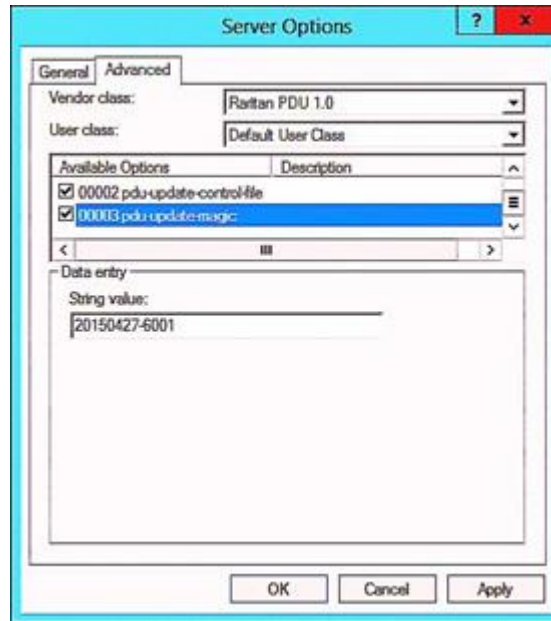 Server Options
General Advanced
Vendor class: Raritan PDU 1.0
User class: Default User Class
Available Options Description
00002 pdu-update-control-file
00003 pdu-update-magic
Data entry
String value:
20150427-6001
OK Cancel Apply